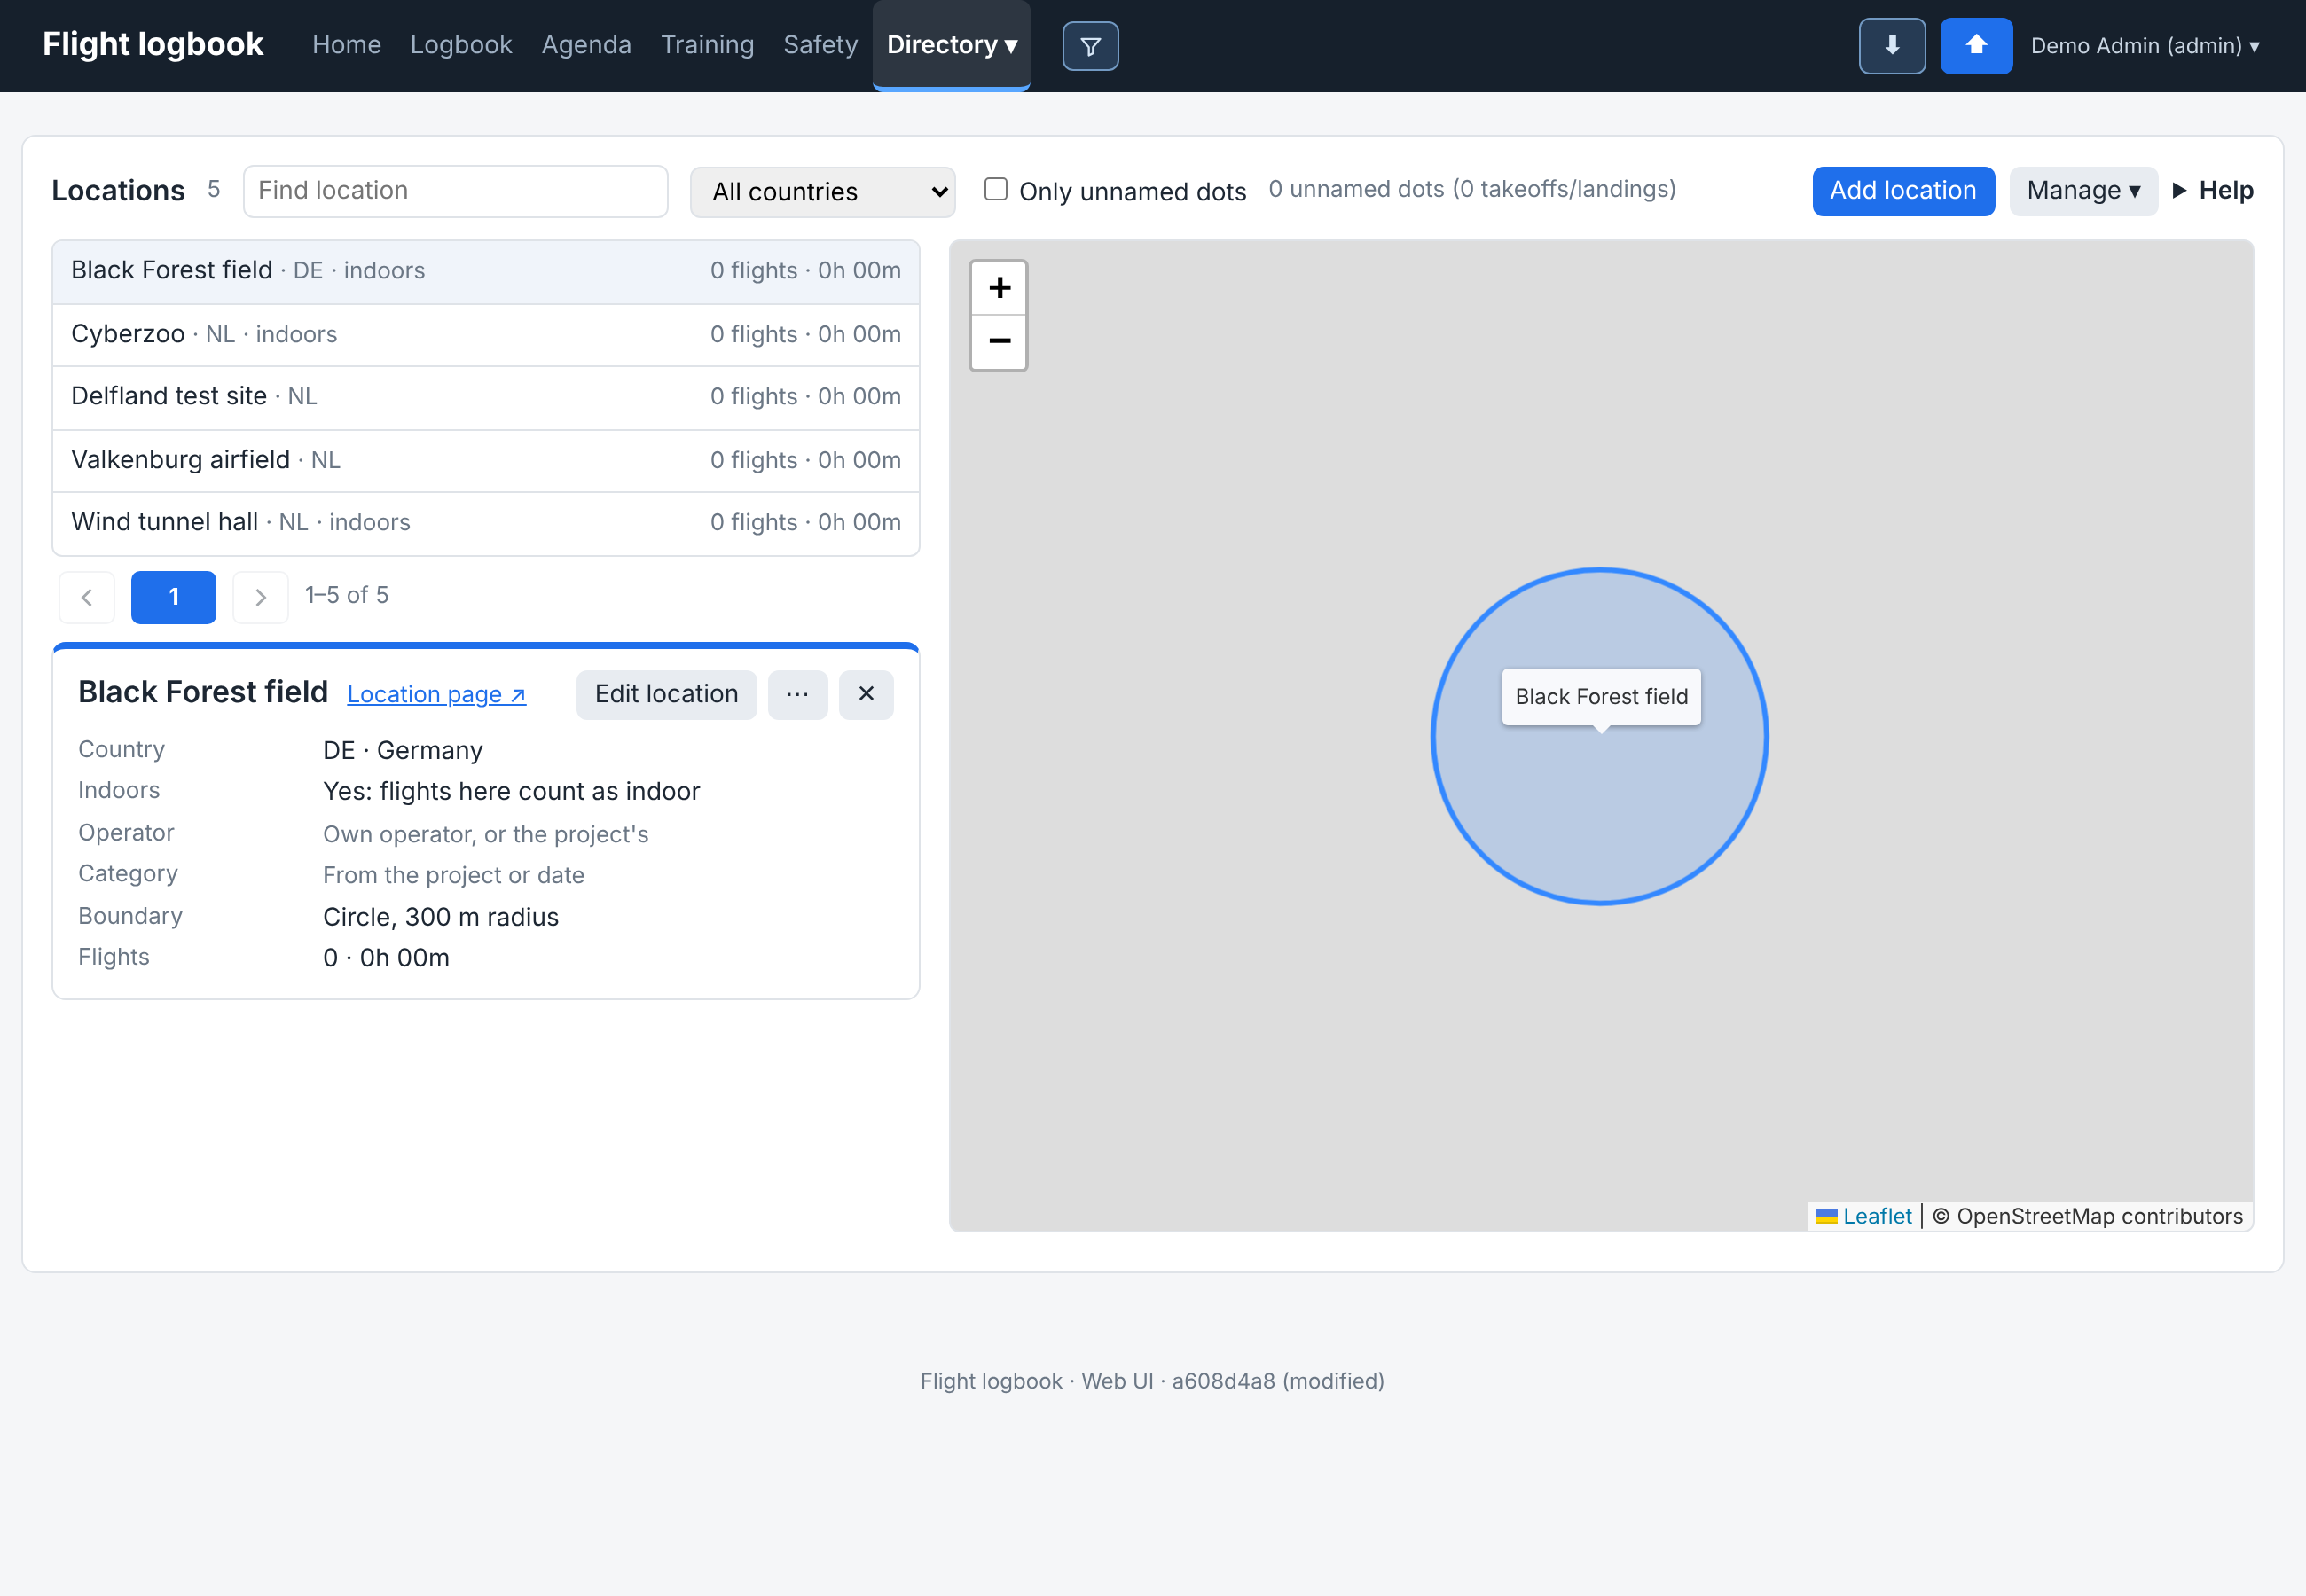 Flight logbook Home Logbook Agenda Training Safety Directory ▾ Demo Admin (admin) ▾
Locations 5 Find location All countries Only unnamed dots 0 unnamed dots (0 takeoffs/landings) Add location Manage ▾ ▶ Help
Black Forest field · DE · indoors 0 flights · 0h 00m
Cyberzoo · NL · indoors 0 flights · 0h 00m
Delfland test site · NL 0 flights · 0h 00m
Valkenburg airfield · NL 0 flights · 0h 00m
Wind tunnel hall · NL · indoors 0 flights · 0h 00m
1 1–5 of 5
Black Forest field Location page ↗ Edit location ⋯ ✕
Country DE · Germany
Indoors Yes: flights here count as indoor
Operator Own operator, or the project's
Category From the project or date
Boundary Circle, 300 m radius
Flights 0 · 0h 00m
+
−
Black Forest field
Leaflet | © OpenStreetMap contributors
Flight logbook · Web UI · a608d4a8 (modified)